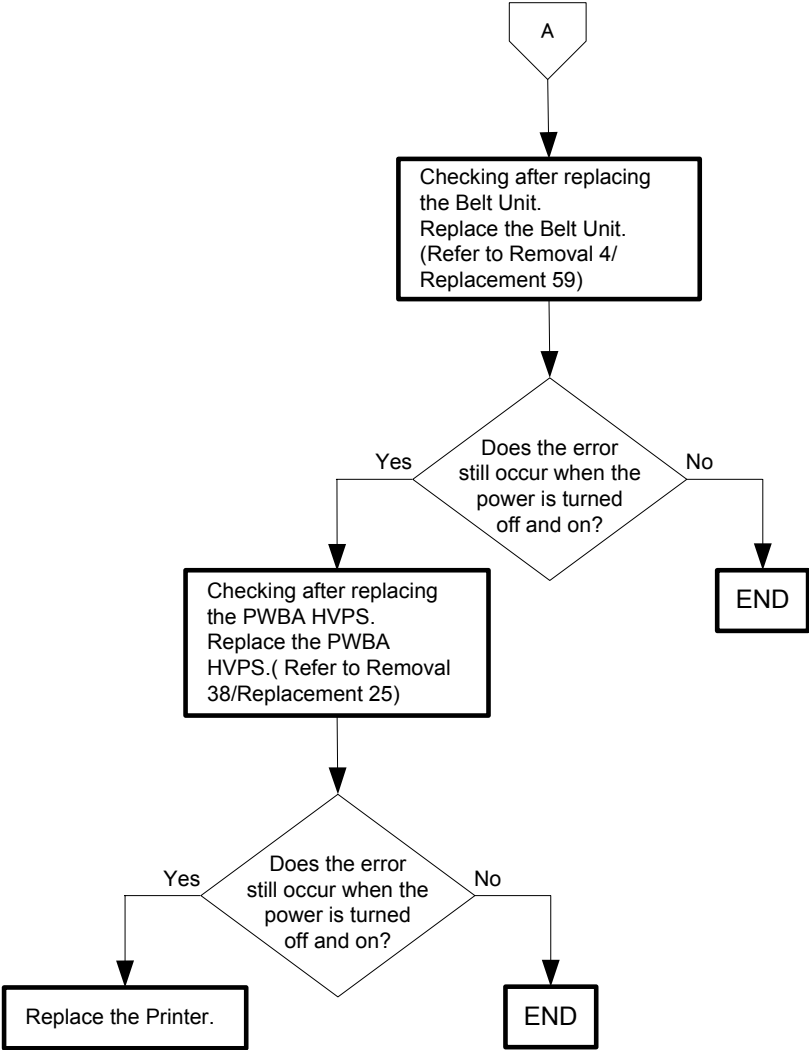 A
Checking after replacing
the Belt Unit.
Replace the Belt Unit.
(Refer to Removal 4/
Replacement 59)
Does the error
still occur when the
power is turned
off and on?
Yes
No
END
Checking after replacing
the PWBA HVPS.
Replace the PWBA
HVPS.( Refer to Removal
38/Replacement 25)
Does the error
still occur when the
power is turned
off and on?
Yes
No
Replace the Printer.
END